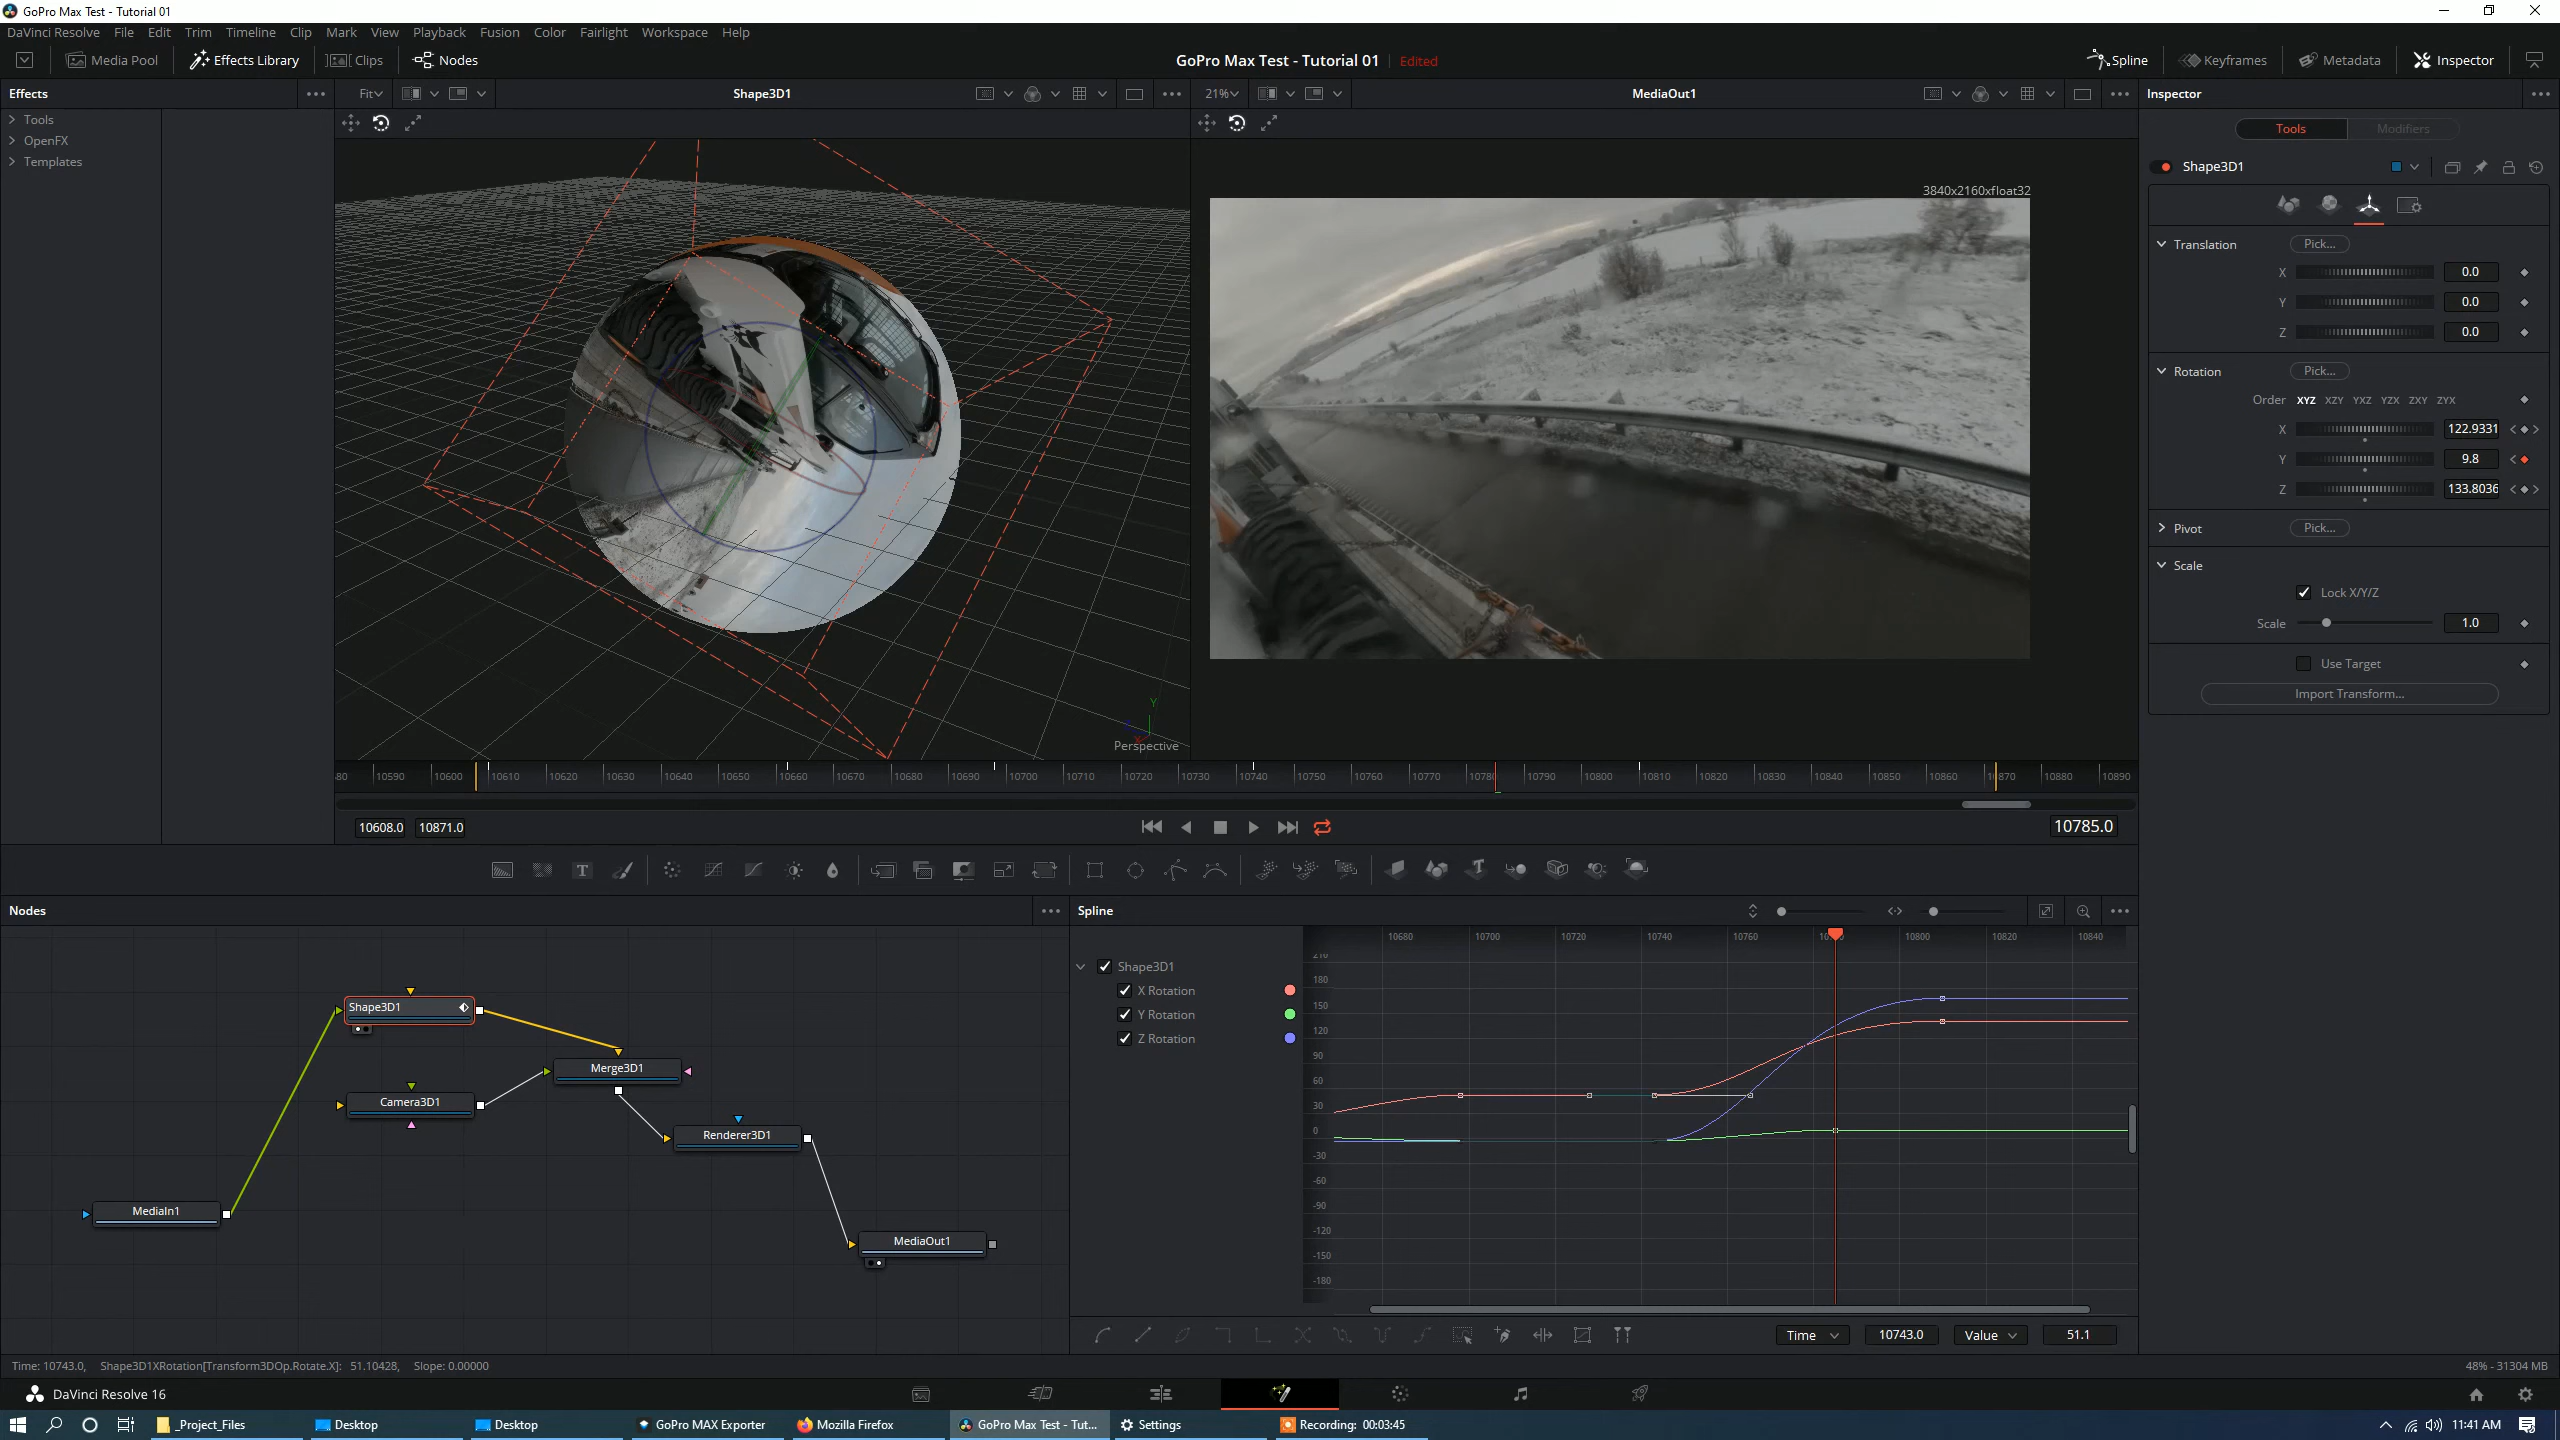 GoPro Max Test - Tutorial 01
DaVinci Resolve File Edit Trim Timeline Clip Mark View Playback Fusion Color Fairlight Workspace Help
Media Pool Effects Library Clips Nodes GoPro Max Test - Tutorial 01 Edited Spline Keyframes Metadata Inspector
Effects Fit Shape3D1 21% MediaOut1 Inspector
Tools
OpenFX
Templates
3840x2160xfloat32
Perspective
Y
Tools Modifiers
Shape3D1
Translation Pick...
X 0.0
Y 0.0
Z 0.0
Rotation Pick...
Order XYZ XZY YXZ YZX ZXY ZYX
X 122.9331
Y 9.8
Z 133.8036
Pivot Pick...
Scale
Lock X/Y/Z
Scale 1.0
Use Target
Import Transform...
80 10590 10600 10610 10620 10630 10640 10650 10660 10670 10680 10690 10700 10710 10720 10730 10740 10750 10760 10770 10780 10790 10800 10810 10820 10830 10840 10850 10860 10870 10880 10890
10608.0 10871.0 10785.0
Nodes
Shape3D1
Camera3D1
Merge3D1
Renderer3D1
MediaIn1
MediaOut1
Spline
10680 10700 10720 10740 10760 10800 10820 10840
Shape3D1
X Rotation
Y Rotation
Z Rotation
210
180
150
120
90
60
30
0
-30
-60
-90
-120
-150
-180
Time 10743.0 Value 51.1
Time: 10743.0, Shape3D1XRotation[Transform3DOp.Rotate.X]: 51.10428, Slope: 0.00000 48% - 31304 MB
DaVinci Resolve 16
_Project_Files Desktop Desktop GoPro MAX Exporter Mozilla Firefox GoPro Max Test - Tut... Settings Recording: 00:03:45 11:41 AM